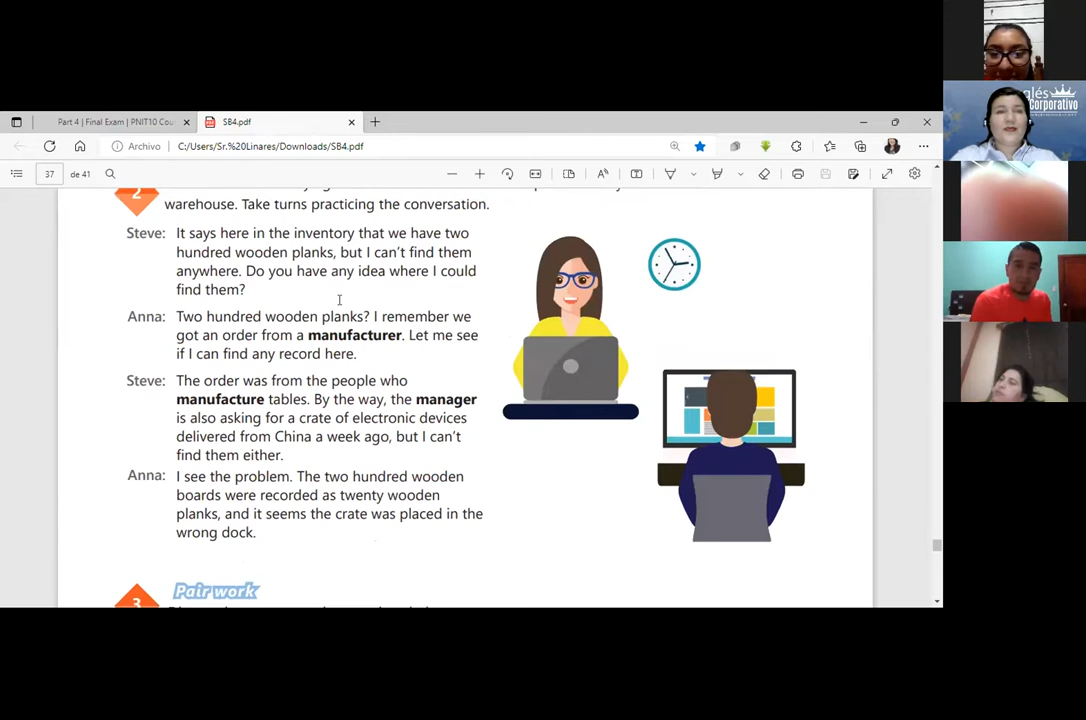 Part 4 | Final Exam | PNIT10 Cou
SB4.pdf
Archivo
C:/Users/Sr.%20Linares/Downloads/SB4.pdf
37
de 41
2
warehouse. Take turns practicing the conversation.
Steve: It says here in the inventory that we have two
hundred wooden planks, but I can't find them
anywhere. Do you have any idea where I could
find them?
Anna: Two hundred wooden planks? I remember we
got an order from a manufacturer. Let me see
if I can find any record here.
Steve: The order was from the people who
manufacture tables. By the way, the manager
is also asking for a crate of electronic devices
delivered from China a week ago, but I can't
find them either.
Anna: I see the problem. The two hundred wooden
boards were recorded as twenty wooden
planks, and it seems the crate was placed in the
wrong dock.
3
Pair work
glés
Corporativo